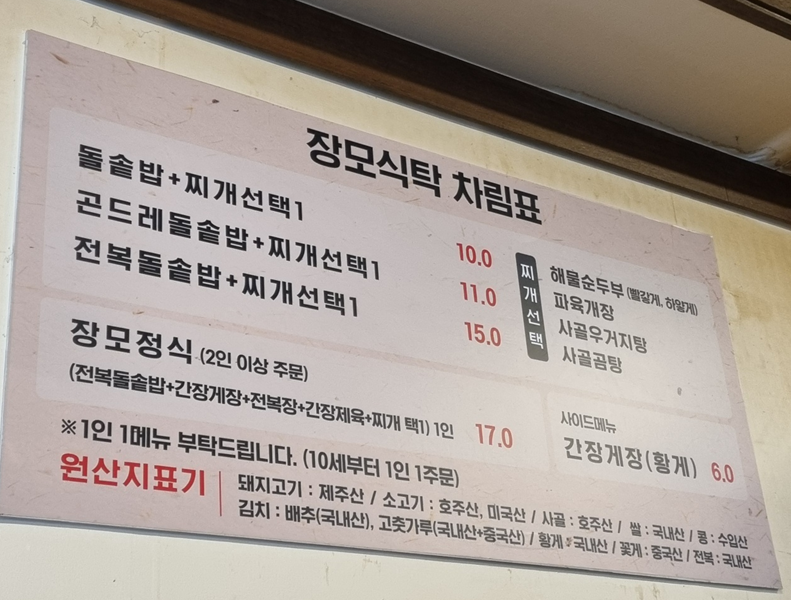 장모식탁 차림표
돌솥밥+찌개선택1 10.0
곤드레돌솥밥+찌개선택1 11.0
전복돌솥밥+찌개선택1 15.0
찌개선택
해물순두부 (빨갛게, 하얗게)
파육개장
사골우거지탕
사골곰탕
장모정식 (2인 이상 주문)
(전복돌솥밥+간장게장+전복장+간장제육+찌개 택1) 1인 17.0
사이드메뉴
간장게장(황게) 6.0
※1인 1메뉴 부탁드립니다. (10세부터 1인 1주문)
원산지표기
돼지고기 : 제주산 / 소고기 : 호주산, 미국산 / 사골 : 호주산 / 쌀 : 국내산 / 콩 : 수입산
김치 : 배추(국내산), 고춧가루(국내산+중국산) / 황게 : 국내산 / 꽃게 : 중국산 / 전복 : 국내산